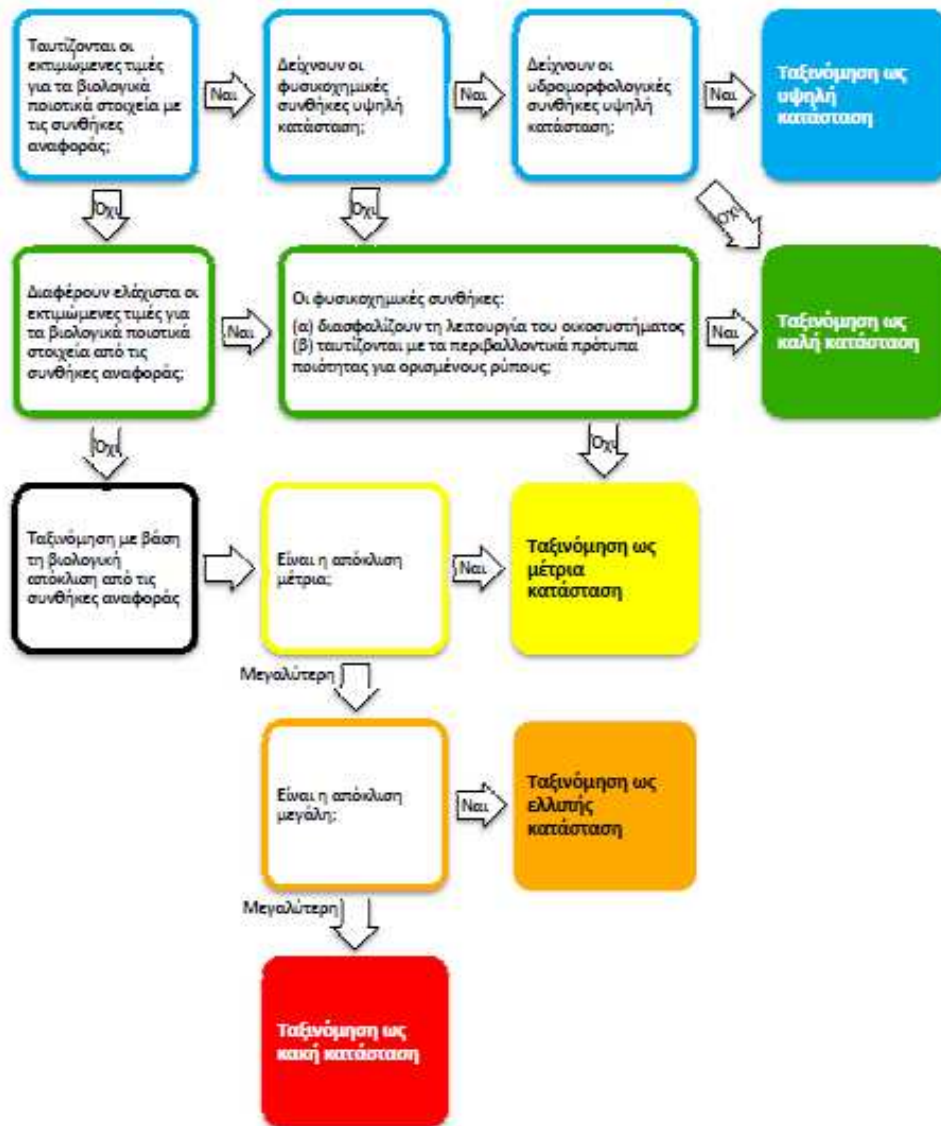 Ταυτίζονται οι
εκτιμώμενες τιμές
για τα βιολογικά
ποιοτικά στοιχεία με
τις συνθήκες
αναφοράς;
Ναι
Δείχνουν οι
φυσικοχημικές
συνθήκες υψηλή
κατάσταση;
Ναι
Δείχνουν οι
υδρομορφολογικές
συνθήκες υψηλή
κατάσταση;
Ναι
Ταξινόμηση ως
υψηλή
κατάσταση
Όχι
Όχι
Όχι
Διαφέρουν ελάχιστα οι
εκτιμώμενες τιμές για
τα βιολογικά ποιοτικά
στοιχεία από τις
συνθήκες αναφοράς;
Ναι
Οι φυσικοχημικές συνθήκες:
(α) διασφαλίζουν τη λειτουργία του οικοσυστήματος
(β) ταυτίζονται με τα περιβαλλοντικά πρότυπα
ποιότητας για ορισμένους ρύπους;
Ναι
Ταξινόμηση ως
καλή κατάσταση
Όχι
Όχι
Ταξινόμηση με βάση
τη βιολογική
απόκλιση από τις
συνθήκες αναφοράς
Είναι η απόκλιση
μέτρια;
Ναι
Ταξινόμηση ως
μέτρια
κατάσταση
Μεγαλύτερη
Είναι η απόκλιση
μεγάλη;
Ναι
Ταξινόμηση ως
ελλιπής
κατάσταση
Μεγαλύτερη
Ταξινόμηση ως
κακή κατάσταση